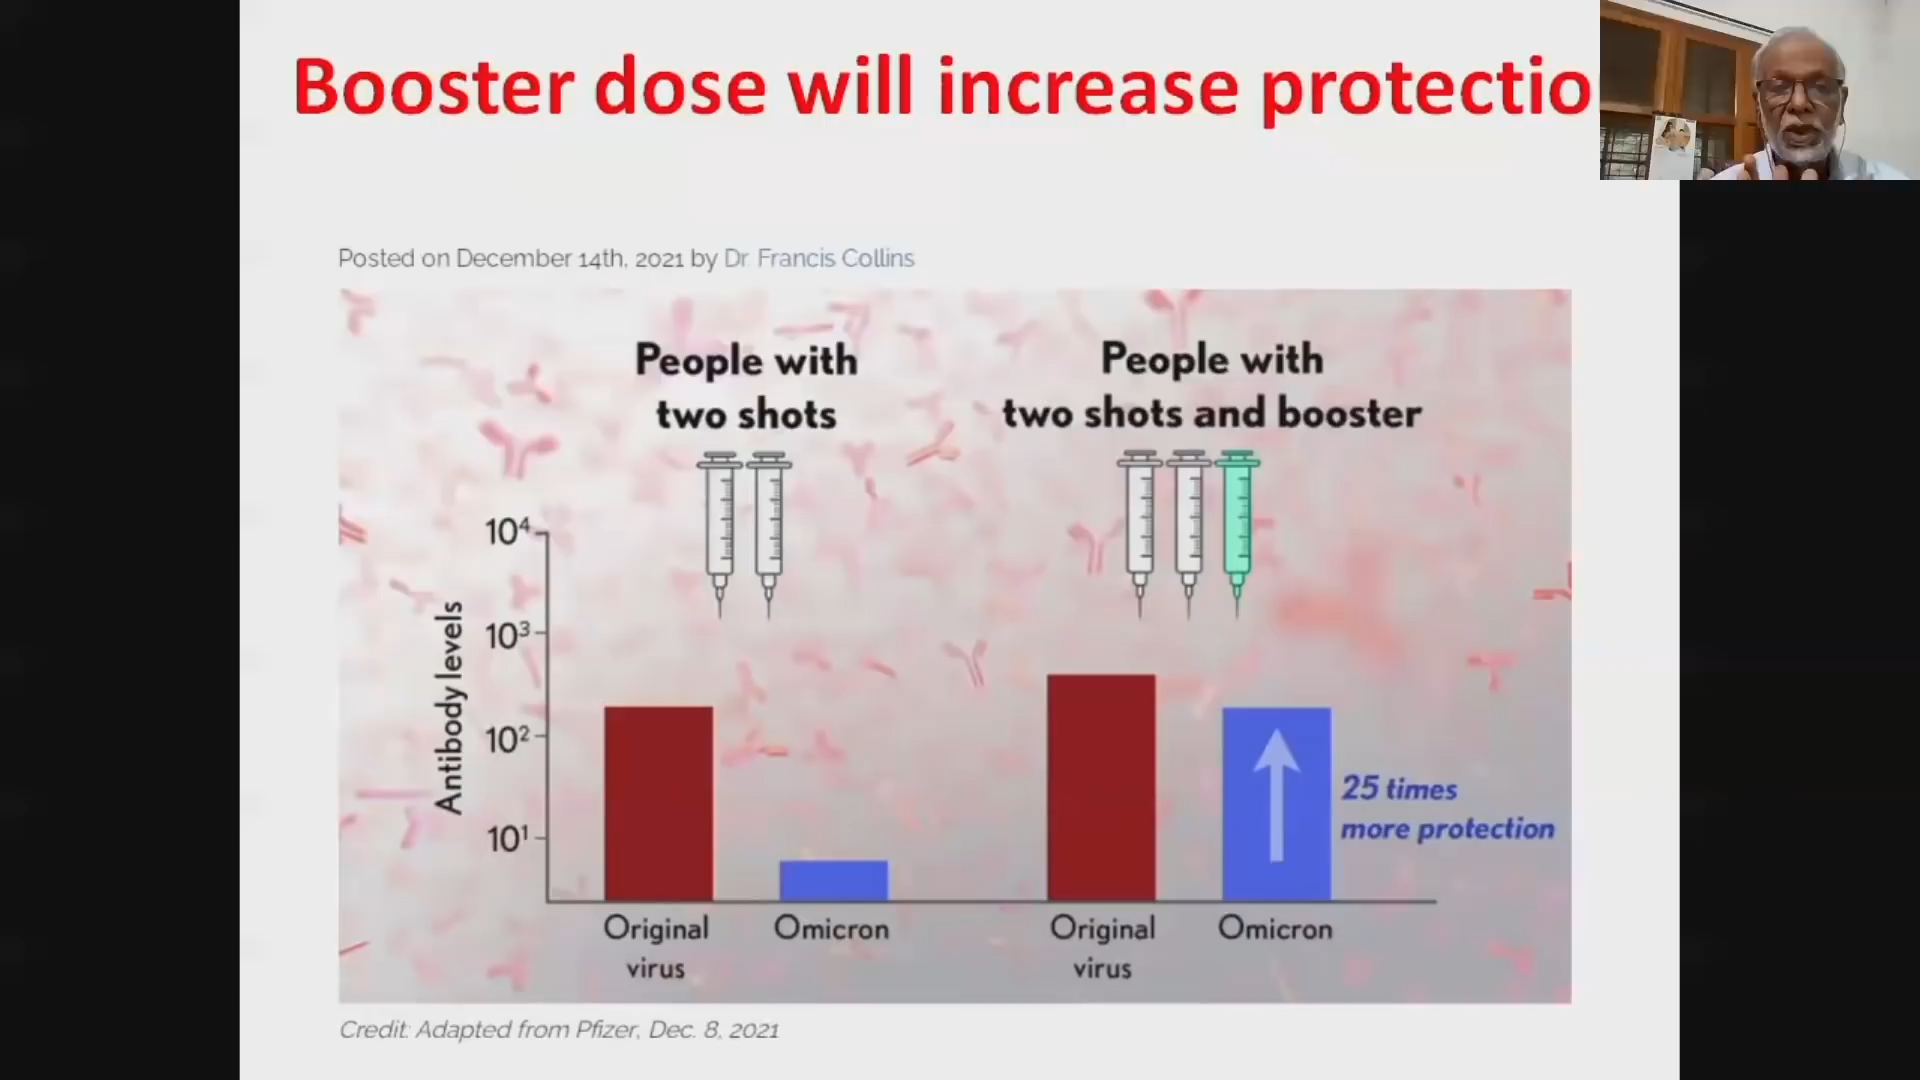 Booster dose will increase protectio
Posted on December 14th, 2021 by Dr. Francis Collins
People with
two shots
People with
two shots and booster
Antibody levels
10⁴
10³
10²
10¹
25 times
more protection
Original
virus
Omicron
Original
virus
Omicron
Credit: Adapted from Pfizer, Dec. 8, 2021